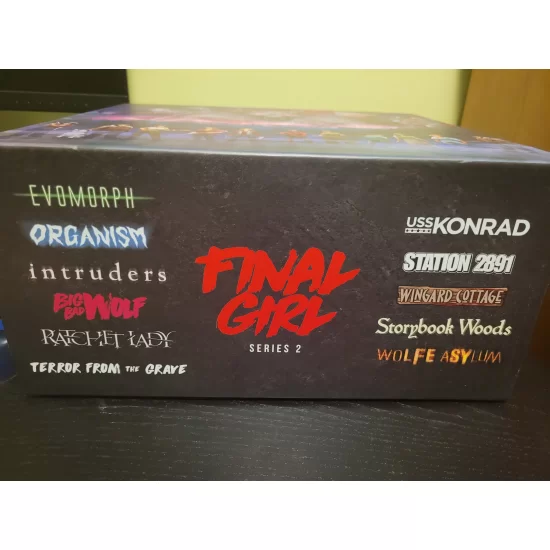 EVOMORPH
ORGANISM
intruders
BIG BAD WOLF
RATCHET LADY
TERROR FROM THE GRAVE
FINAL
GIRL
SERIES 2
USS KONRAD
STATION 2891
WINGARD COTTAGE
Storybook Woods
WOLFE ASYLUM